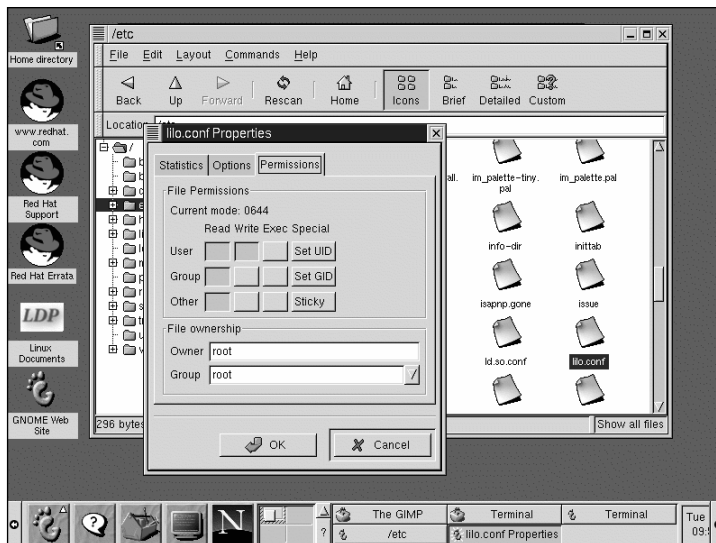 /etc
File Edit Layout Commands Help
Back Up Forward Rescan Home Icons Brief Detailed Custom
Location
lilo.conf Properties
Statistics Options Permissions
File Permissions
Current mode: 0644
Read Write Exec Special
User Set UID
Group Set GID
Other Sticky
File ownership
Owner root
Group root
OK Cancel
/
im_palette-tiny.
pal
im_palette.pal
info-dir
inittab
isapnp.gone
issue
ld.so.conf
lilo.conf
296 bytes
Show all files
Home directory
www.redhat.
com
Red Hat
Support
Red Hat Errata
LDP
Linux
Documents
GNOME Web
Site
N
The GIMP
Terminal
Terminal
/etc
lilo.conf Properties
?
Tue